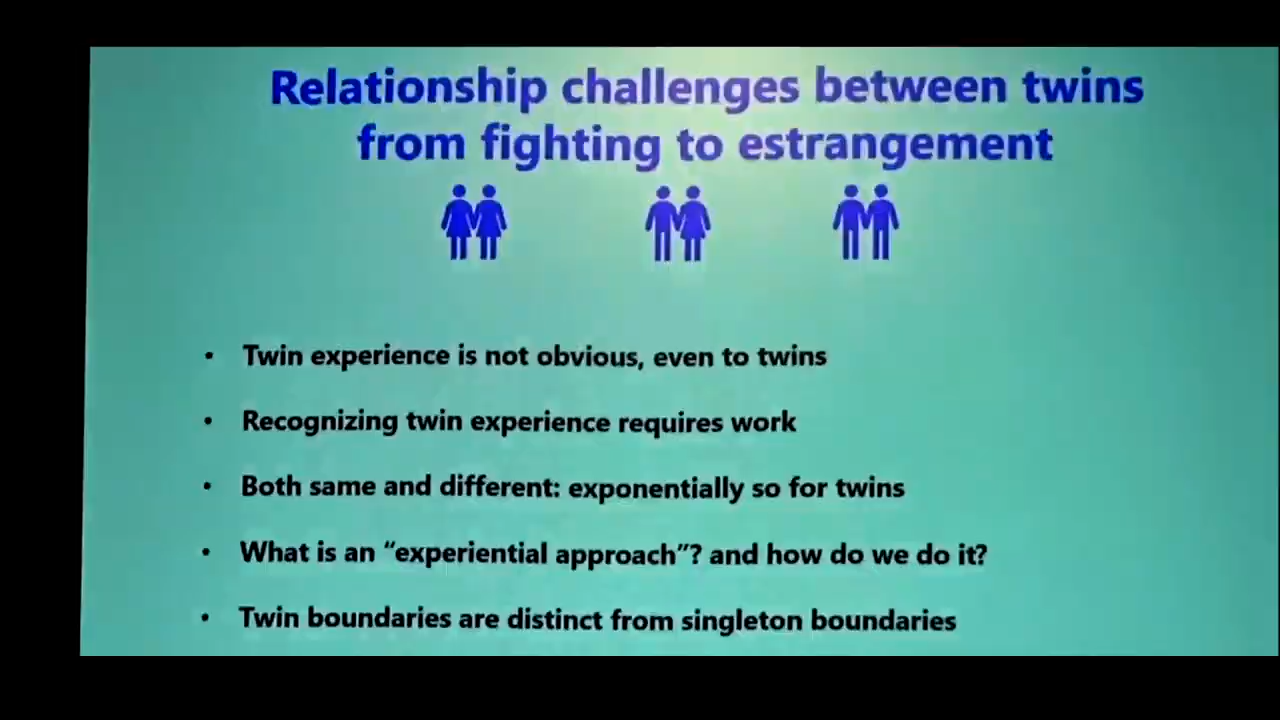 Relationship challenges between twins
from fighting to estrangement
• Twin experience is not obvious, even to twins
• Recognizing twin experience requires work
• Both same and different: exponentially so for twins
• What is an “experiential approach”? and how do we do it?
• Twin boundaries are distinct from singleton boundaries